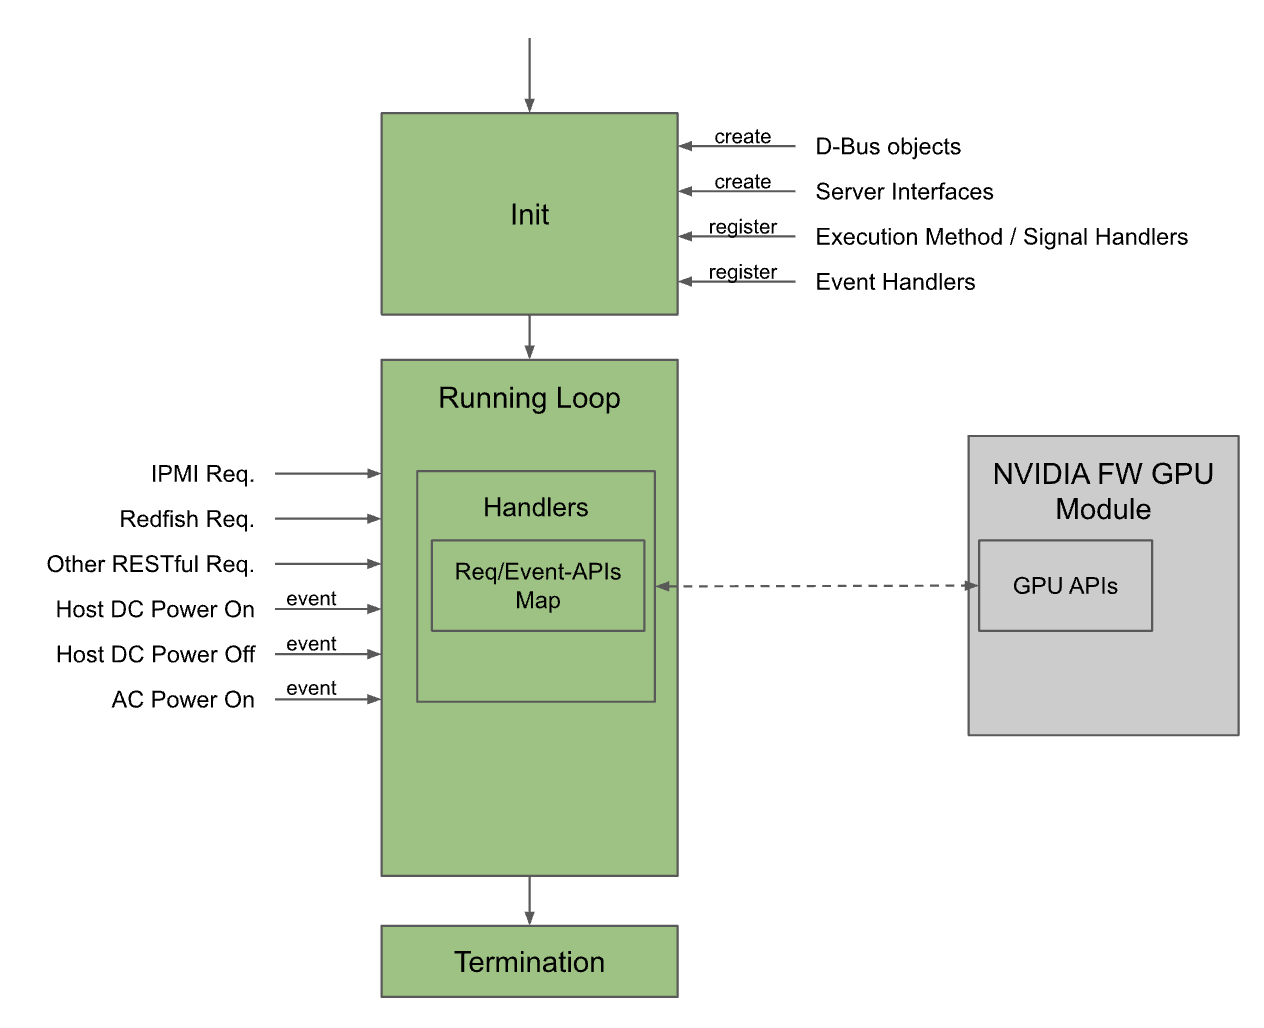 create
D-Bus objects
create
Server Interfaces
Init
register
Execution Method / Signal Handlers
register
Event Handlers
Running Loop
IPMI Req.
Redfish Req.
Other RESTful Req.
Host DC Power On
event
Host DC Power Off
event
AC Power On
event
Handlers
Req/Event-APIs
Map
NVIDIA FW GPU
Module
GPU APIs
Termination